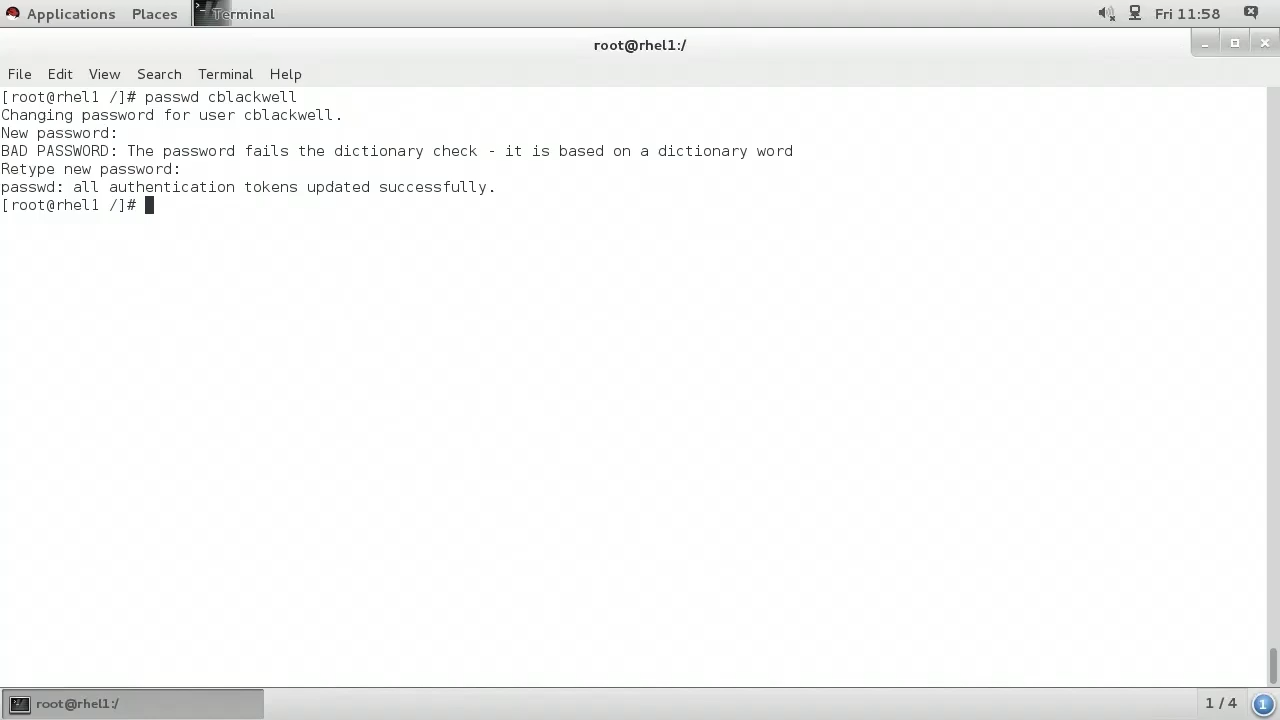 Applications Places Terminal Fri 11:58
root@rhel1:/
File Edit View Search Terminal Help
[root@rhel1 /]# passwd cblackwell
Changing password for user cblackwell.
New password:
BAD PASSWORD: The password fails the dictionary check - it is based on a dictionary word
Retype new password:
passwd: all authentication tokens updated successfully.
[root@rhel1 /]#
root@rhel1:/ 1 / 4 1